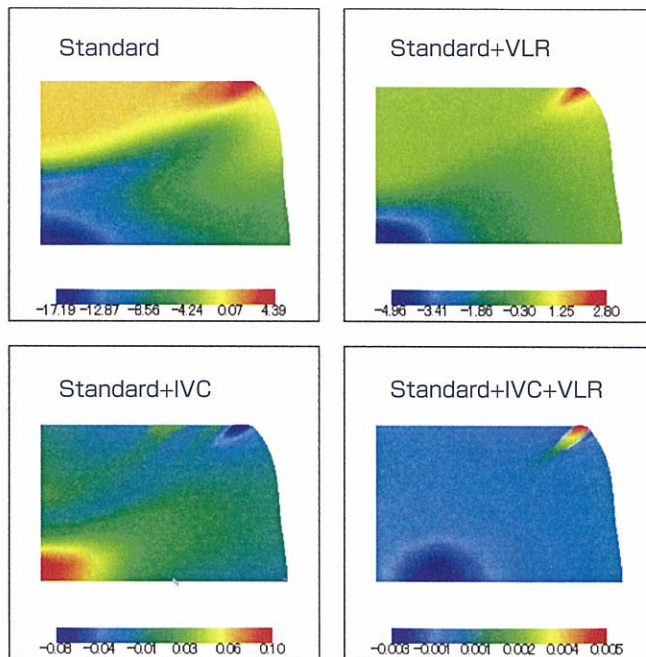 Standard
-17.19 -12.87 -8.56 -4.24 0.07 4.39
Standard+VLR
-4.96 -3.41 -1.86 -0.30 1.25 2.80
Standard+IVC
-0.08 -0.04 -0.01 0.03 0.06 0.10
Standard+IVC+VLR
-0.003 -0.001 0.001 0.002 0.004 0.005